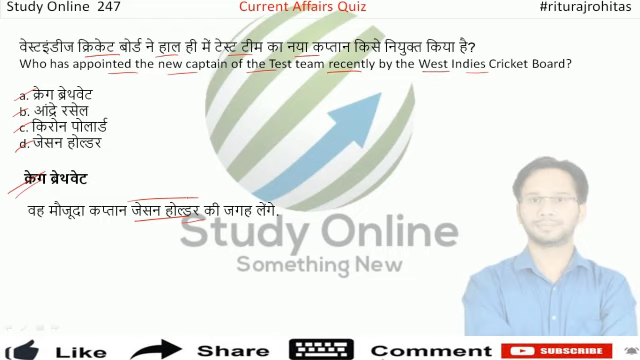 Study Online 247
Current Affairs Quiz
#riturajrohitas
वेस्टइंडीज क्रिकेट बोर्ड ने हाल ही में टेस्ट टीम का नया कप्तान किसे नियुक्त किया है?
Who has appointed the new captain of the Test team recently by the West Indies Cricket Board?
a. क्रेग ब्रेथवेट
b. आंद्रे रसेल
c. किरोन पोलार्ड
d. जेसन होल्डर
क्रेग ब्रेथवेट
वह मौजूदा कप्तान जेसन होल्डर की जगह लेंगे.
Study Online
Something New
Like
Share
Comment
SUBSCRIBE